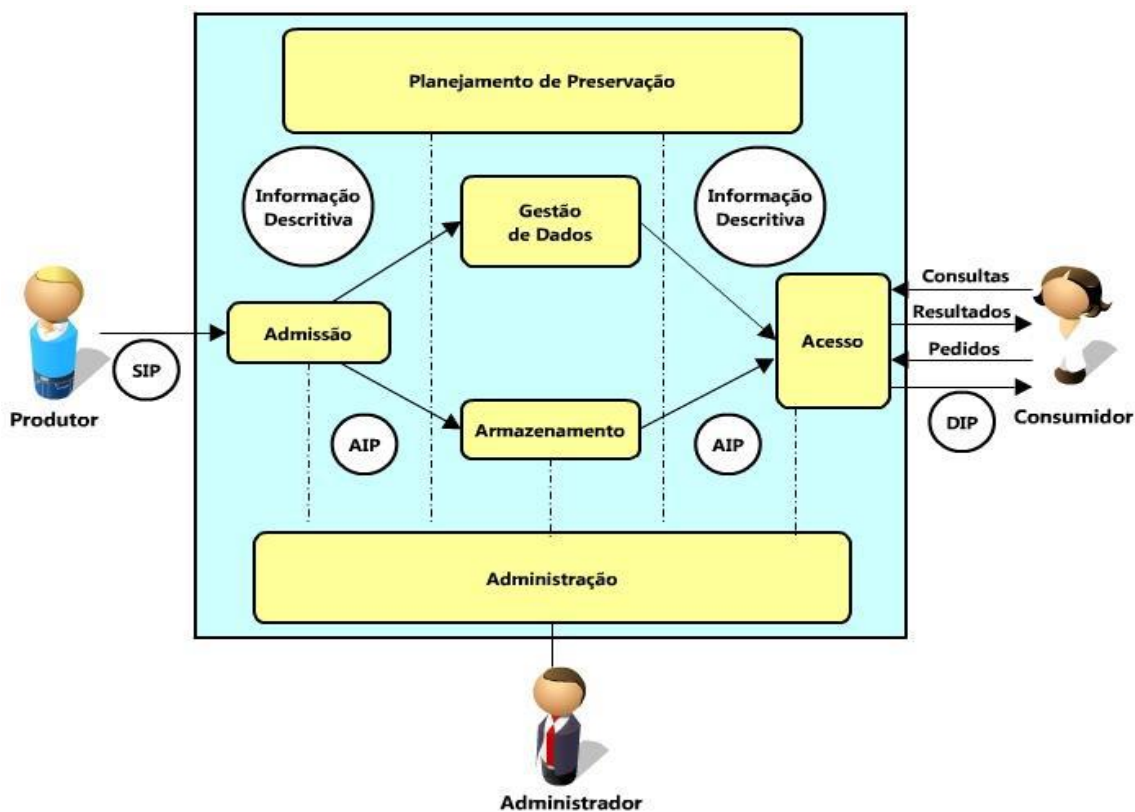 Planejamento de Preservação
Informação
Descritiva
Gestão
de Dados
Informação
Descritiva
Consultas
Resultados
Pedidos
Admissão
Acesso
SIP
Produtor
DIP
Consumidor
AIP
Armazenamento
AIP
Administração
Administrador